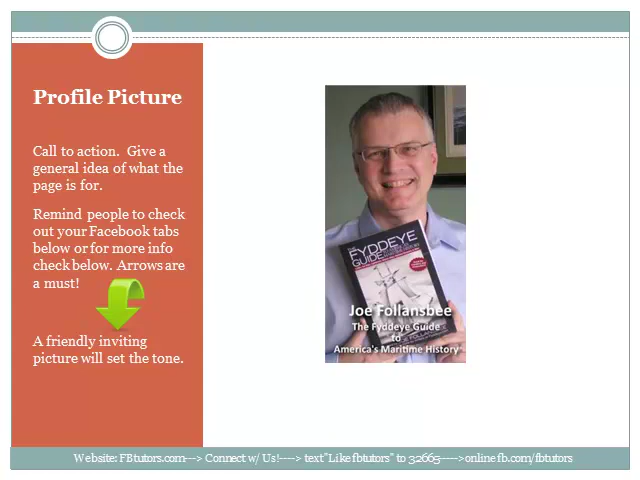 Profile Picture
Call to action. Give a
general idea of what the
page is for.
Remind people to check
out your Facebook tabs
below or for more info
check below. Arrows are
a must!
A friendly inviting
picture will set the tone.
THE
FYDDEYE
GUIDE
Joe Follansbee
The Fyddeye Guide
to
America's Maritime History
Website: FBtutors.com---> Connect w/ Us!----> text"Like fbtutors" to 32665----->onlinefb.com/fbtutors